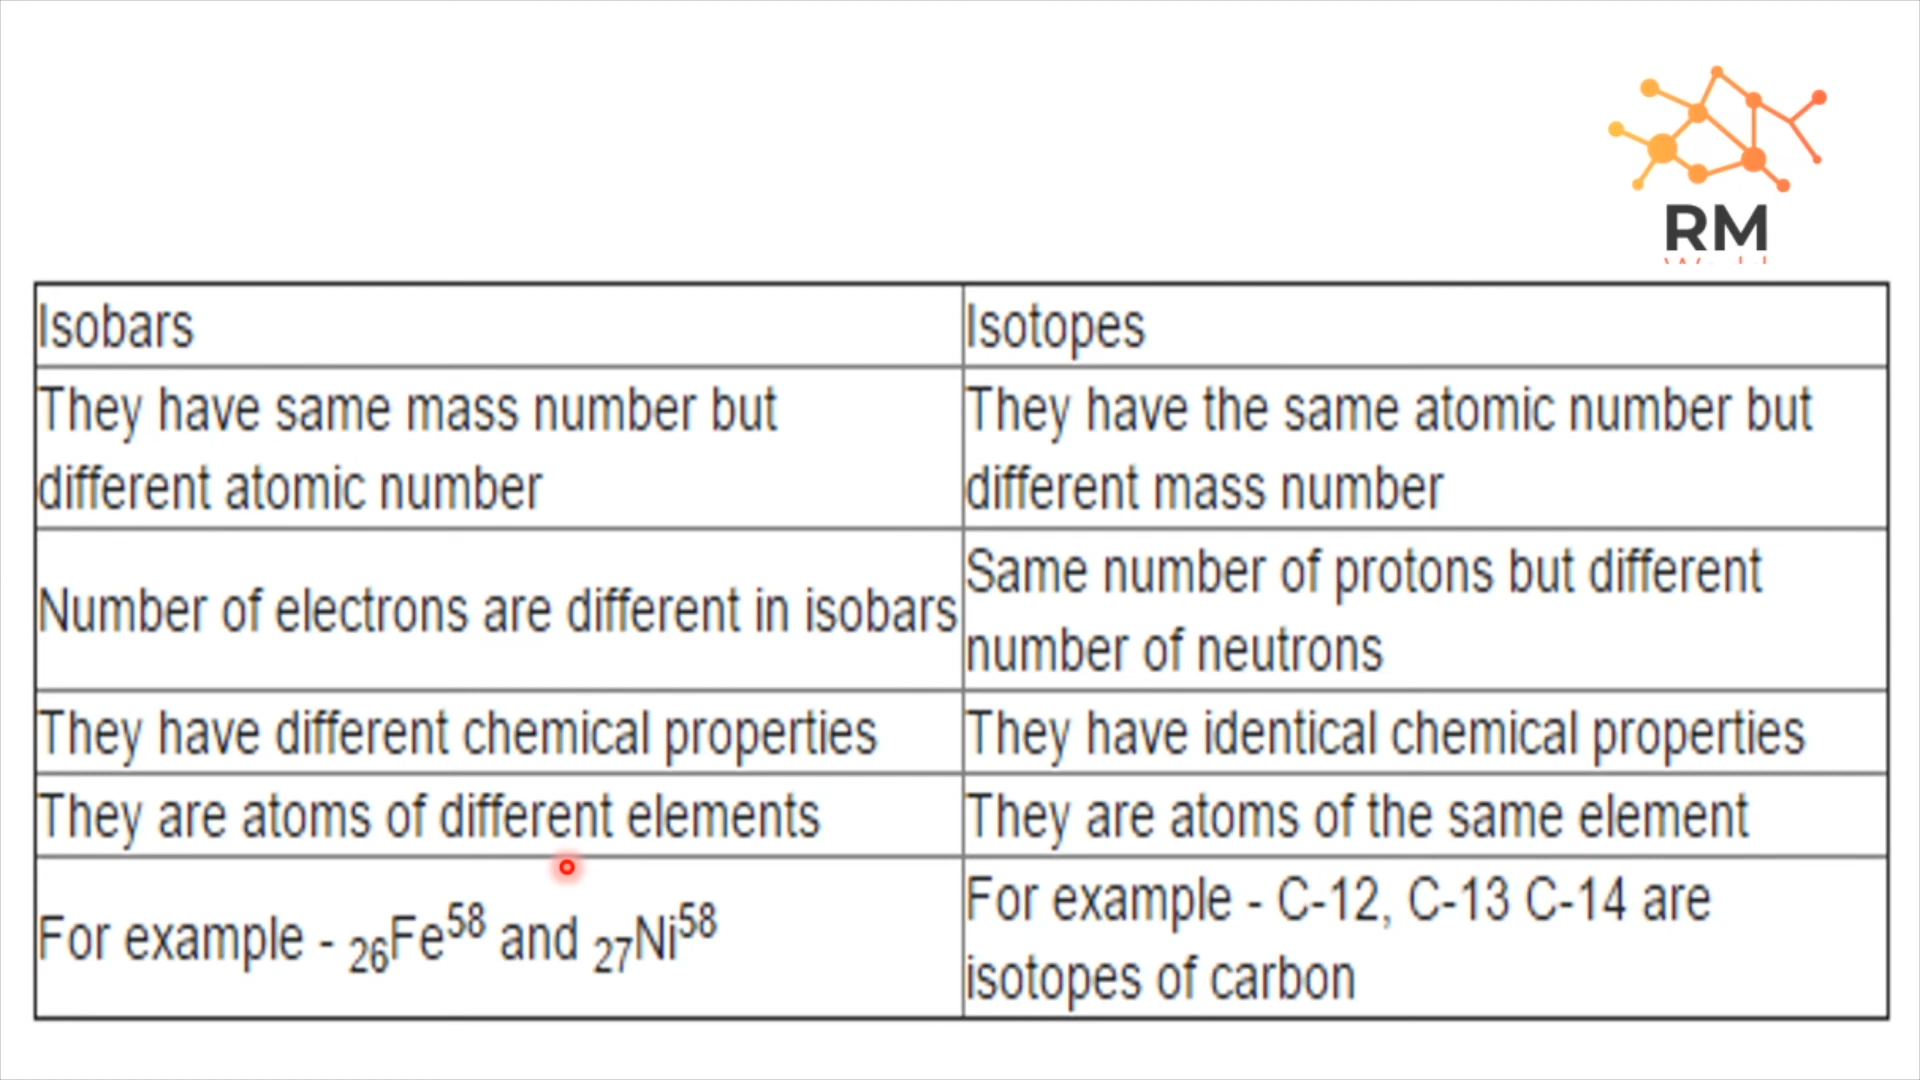 RM
Isobars
Isotopes
They have same mass number but
different atomic number
They have the same atomic number but
different mass number
Number of electrons are different in isobars
Same number of protons but different
number of neutrons
They have different chemical properties
They have identical chemical properties
They are atoms of different elements
They are atoms of the same element
For example - ₂₆Fe⁵⁸ and ₂₇Ni⁵⁸
For example - C-12, C-13 C-14 are
isotopes of carbon